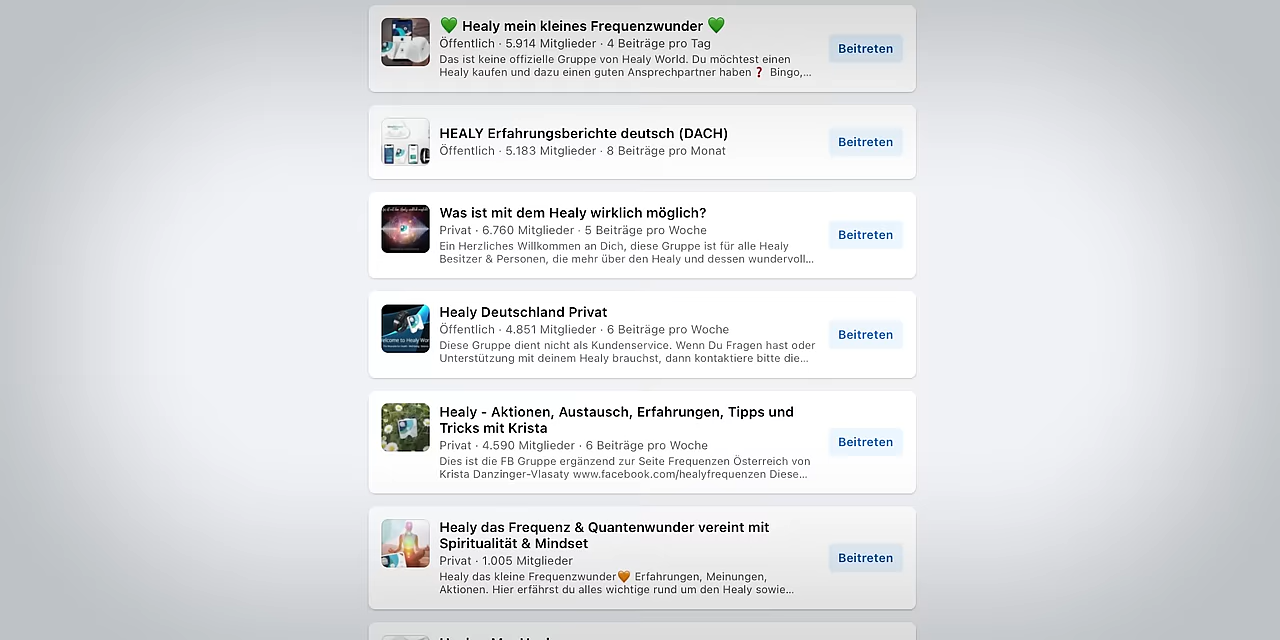 💚 Healy mein kleines Frequenzwunder 💚
Öffentlich · 5.914 Mitglieder · 4 Beiträge pro Tag
Das ist keine offizielle Gruppe von Healy World. Du möchtest einen
Healy kaufen und dazu einen guten Ansprechpartner haben ❓ Bingo,...
Beitreten
HEALY Erfahrungsberichte deutsch (DACH)
Öffentlich · 5.183 Mitglieder · 8 Beiträge pro Monat
Beitreten
Was ist mit dem Healy wirklich möglich?
Privat · 6.760 Mitglieder · 5 Beiträge pro Woche
Ein Herzliches Willkommen an Dich, diese Gruppe ist für alle Healy
Besitzer & Personen, die mehr über den Healy und dessen wundervoll...
Beitreten
Healy Deutschland Privat
Öffentlich · 4.851 Mitglieder · 6 Beiträge pro Woche
Diese Gruppe dient nicht als Kundenservice. Wenn Du Fragen hast oder
Unterstützung mit deinem Healy brauchst, dann kontaktiere bitte die...
Beitreten
Healy - Aktionen, Austausch, Erfahrungen, Tipps und
Tricks mit Krista
Privat · 4.590 Mitglieder · 6 Beiträge pro Woche
Dies ist die FB Gruppe ergänzend zur Seite Frequenzen Österreich von
Krista Danzinger-Vlasaty www.facebook.com/healyfrequenzen Diese...
Beitreten
Healy das Frequenz & Quantenwunder vereint mit
Spiritualität & Mindset
Privat · 1.005 Mitglieder
Healy das kleine Frequenzwunder🧡 Erfahrungen, Meinungen,
Aktionen. Hier erfährst du alles wichtige rund um den Healy sowie...
Beitreten